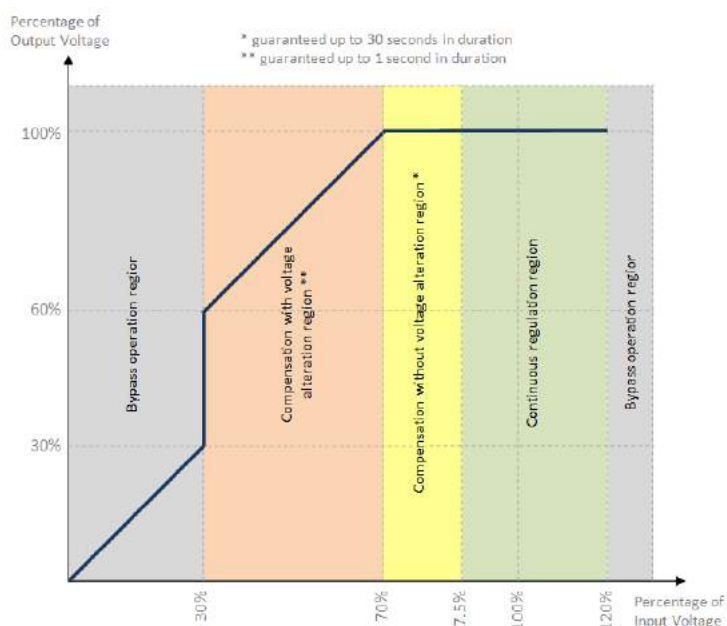 Percentage of
Output Voltage
* guaranteed up to 30 seconds in duration
** guaranteed up to 1 second in duration
100%
60%
30%
Bypass operation regior
Compensation with voltage
alteration region **
Compensation without voltage alteration region *
Continuous regulation region
Bypass operation regior
30%
70%
7.5%
100%
120%
Percentage of
Input Voltage